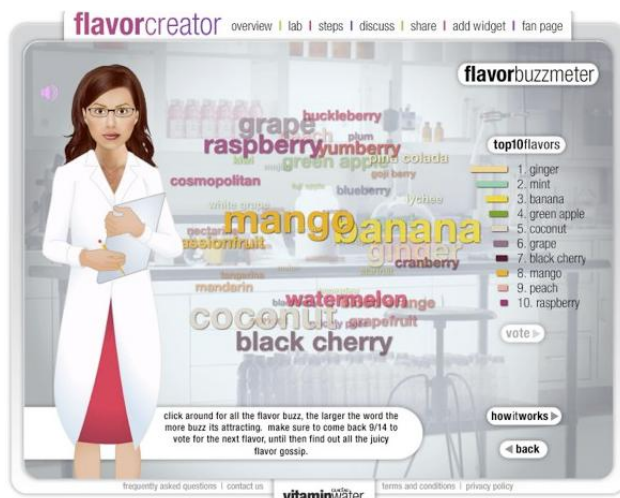 flavorcreator overview | lab | steps | discuss | share | add widget | fan page
flavorbuzzmeter
huckleberry
grape
plum
raspberry yumberry
green apple pina colada
goji berry
cosmopolitan
blueberry
white grape lychee
mango banana
nectarine
assionfruit ginger
cranberry
tangerine
mandarin
watermelon orange
coconut grapefruit
black cherry
top10flavors
1. ginger
2. mint
3. banana
4. green apple
5. coconut
6. grape
7. black cherry
8. mango
9. peach
10. raspberry
vote
howitworks
back
click around for all the flavor buzz, the larger the word the
more buzz its attracting. make sure to come back 9/14 to
vote for the next flavor, until then find out all the juicy
flavor gossip.
frequently asked questions | contact us
vitaminwater
terms and conditions | privacy policy